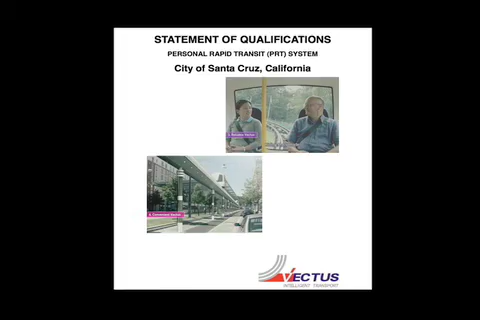 STATEMENT OF QUALIFICATIONS
PERSONAL RAPID TRANSIT (PRT) SYSTEM
City of Santa Cruz, California
VECTUS
INTELLIGENT TRANSPORT